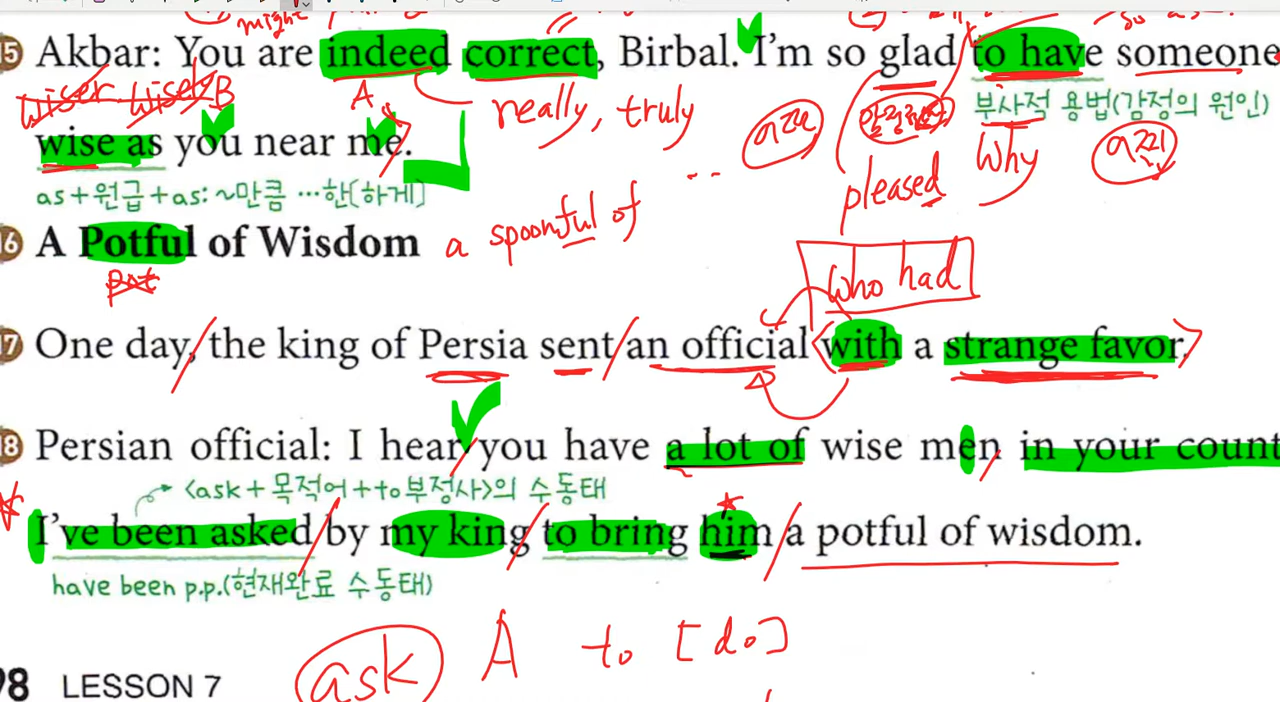 might
so as
15 Akbar: You are indeed correct, Birbal. I'm so glad to have someone
wiser wisely B
A
really, truly
어제
부사적 용법(감정의 원인)
wise as you near me.
pleased
Why
as+원급+as: ~만큼 …한[하게]
16 A Potful of Wisdom
a spoonful of
pot
who had
17 One day, the king of Persia sent an official with a strange favor.
18 Persian official: I hear you have a lot of wise men in your count
<ask+목적어+to부정사>의 수동태
I've been asked by my king to bring him a potful of wisdom.
have been p.p.(현재완료 수동태)
ask A to [do]
98 LESSON 7